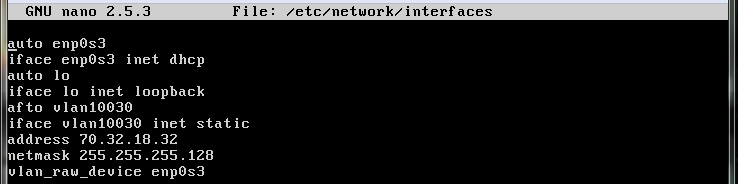 GNU nano 2.5.3 File: /etc/network/interfaces
auto enp0s3
iface enp0s3 inet dhcp
auto lo
iface lo inet loopback
afto vlan10030
iface vlan10030 inet static
address 70.32.18.32
netmask 255.255.255.128
vlan_raw_device enp0s3